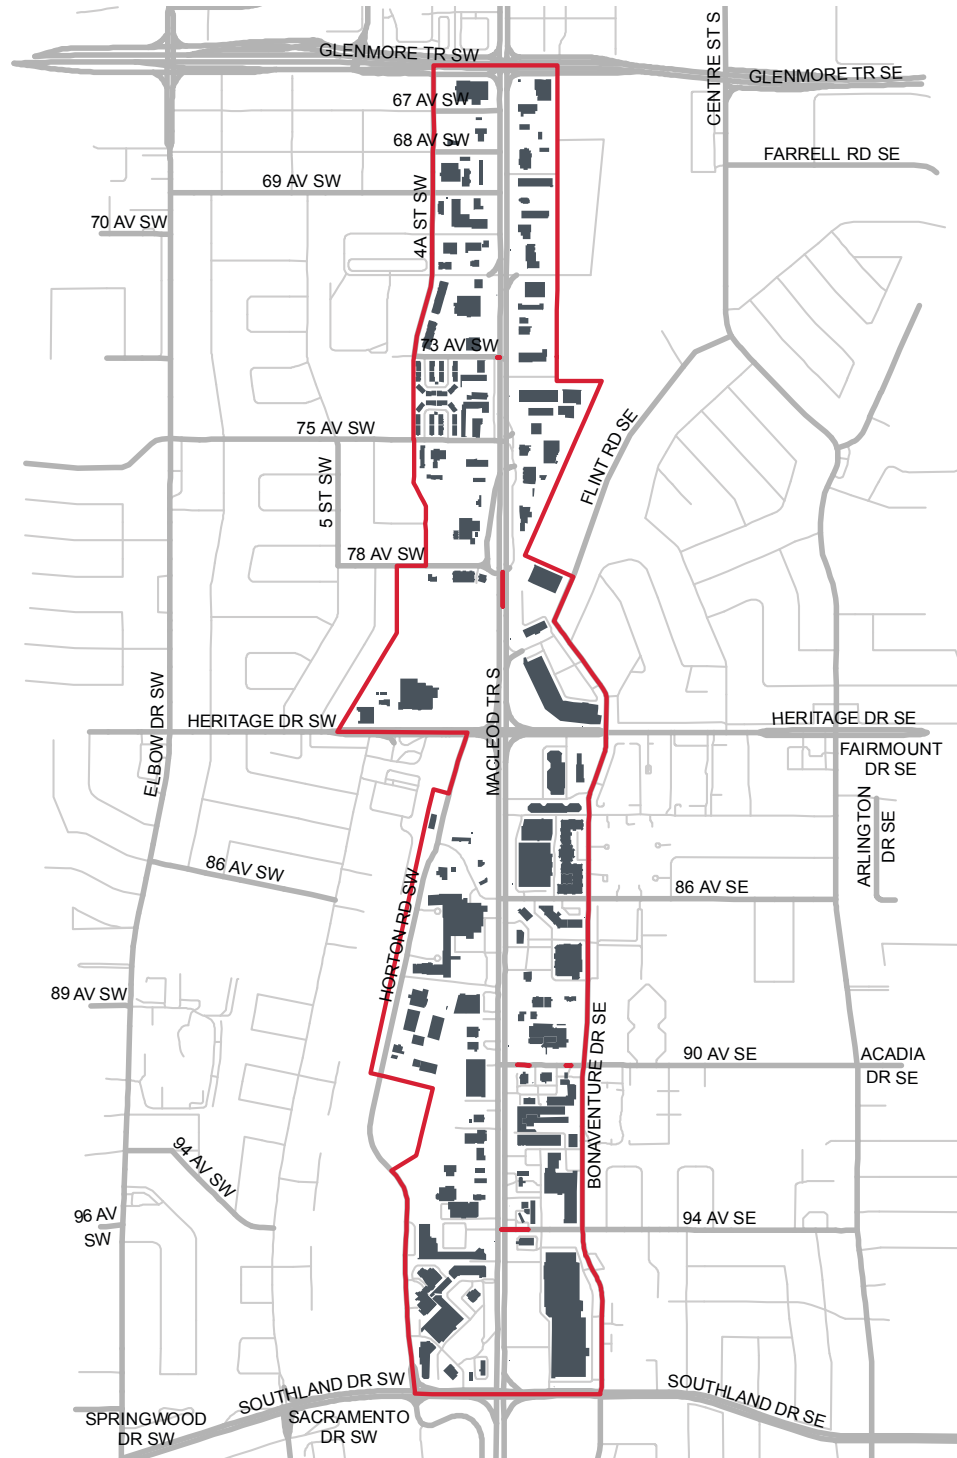 GLENMORE TR SW
CENTRE ST S
GLENMORE TR SE
67 AV SW
68 AV SW
FARRELL RD SE
69 AV SW
4A ST SW
70 AV SW
73 AV SW
75 AV SW
FLINT RD SE
5 ST SW
78 AV SW
ELBOW DR SW
MACLEOD TR S
HERITAGE DR SW
HERITAGE DR SE
FAIRMOUNT
DR SE
ARLINGTON
DR SE
86 AV SW
86 AV SE
HORTON RD SW
89 AV SW
BONAVENTURE DR SE
90 AV SE
ACADIA
DR SE
94 AV SW
96 AV
SW
94 AV SE
SOUTHLAND DR SW
SOUTHLAND DR SE
SPRINGWOOD
DR SW
SACRAMENTO
DR SW